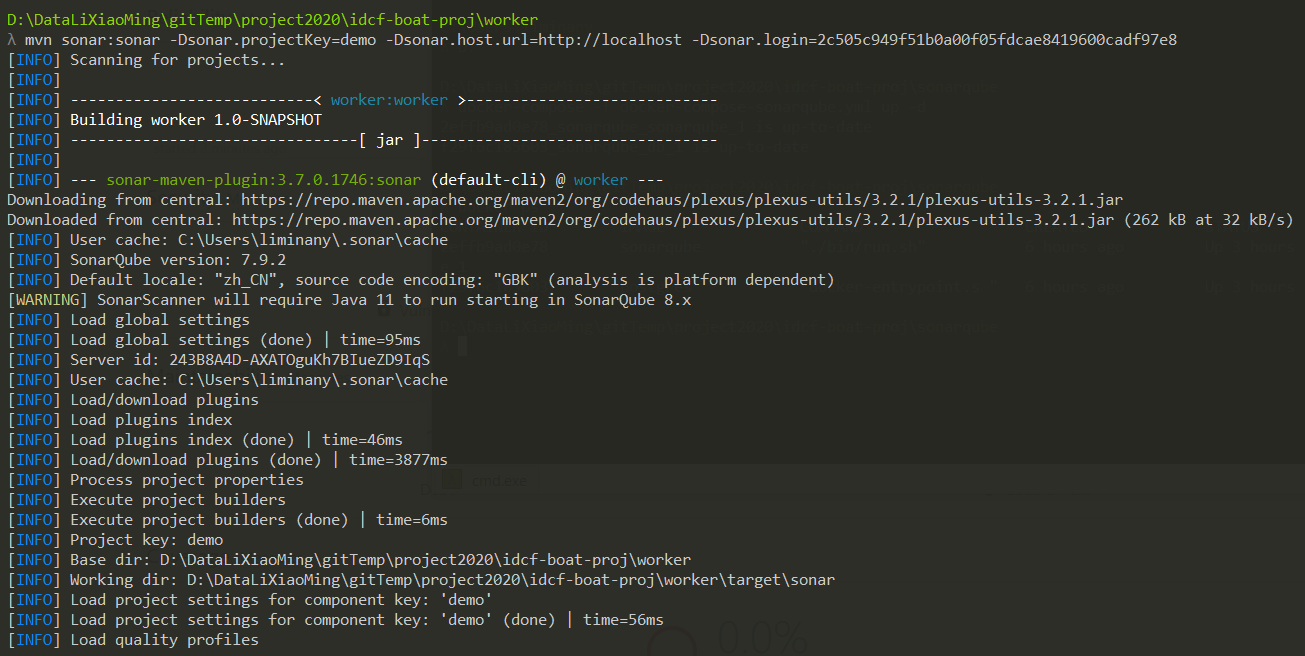 D:\DataLiXiaoMing\gitTemp\project2020\idcf-boat-proj\worker
λ mvn sonar:sonar -Dsonar.projectKey=demo -Dsonar.host.url=http://localhost -Dsonar.login=2c505c949f51b0a00f05fdcae8419600cadf97e8
[INFO] Scanning for projects...
[INFO]
[INFO] ---------------------------< worker:worker >----------------------------
[INFO] Building worker 1.0-SNAPSHOT
[INFO] --------------------------------[ jar ]---------------------------------
[INFO]
[INFO] --- sonar-maven-plugin:3.7.0.1746:sonar (default-cli) @ worker ---
Downloading from central: https://repo.maven.apache.org/maven2/org/codehaus/plexus/plexus-utils/3.2.1/plexus-utils-3.2.1.jar
Downloaded from central: https://repo.maven.apache.org/maven2/org/codehaus/plexus/plexus-utils/3.2.1/plexus-utils-3.2.1.jar (262 kB at 32 kB/s)
[INFO] User cache: C:\Users\liminany\.sonar\cache
[INFO] SonarQube version: 7.9.2
[INFO] Default locale: "zh_CN", source code encoding: "GBK" (analysis is platform dependent)
[WARNING] SonarScanner will require Java 11 to run starting in SonarQube 8.x
[INFO] Load global settings
[INFO] Load global settings (done) | time=95ms
[INFO] Server id: 243B8A4D-AXATOguKh7BIueZD9IqS
[INFO] User cache: C:\Users\liminany\.sonar\cache
[INFO] Load/download plugins
[INFO] Load plugins index
[INFO] Load plugins index (done) | time=46ms
[INFO] Load/download plugins (done) | time=3877ms
[INFO] Process project properties
[INFO] Execute project builders
[INFO] Execute project builders (done) | time=6ms
[INFO] Project key: demo
[INFO] Base dir: D:\DataLiXiaoMing\gitTemp\project2020\idcf-boat-proj\worker
[INFO] Working dir: D:\DataLiXiaoMing\gitTemp\project2020\idcf-boat-proj\worker\target\sonar
[INFO] Load project settings for component key: 'demo'
[INFO] Load project settings for component key: 'demo' (done) | time=56ms
[INFO] Load quality profiles
cmd.exe
0.0%